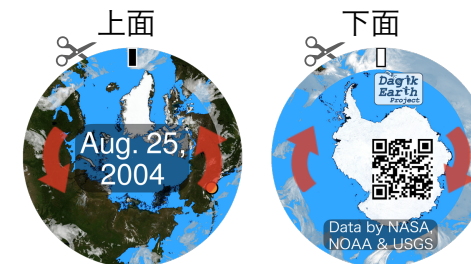 上面
下面
Aug. 25,
2004
Dagik
Earth
Project
Data by NASA,
NOAA & USGS